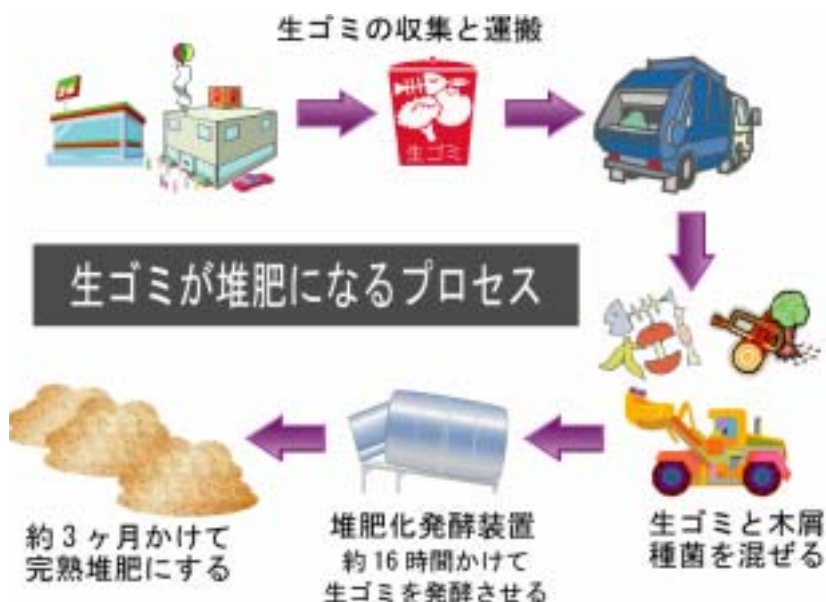 生ゴミの収集と運搬
生ゴミ
生ゴミが堆肥になるプロセス
生ゴミと木屑
種菌を混ぜる
堆肥化発酵装置
約16時間かけて
生ゴミを発酵させる
約3ヶ月かけて
完熟堆肥にする